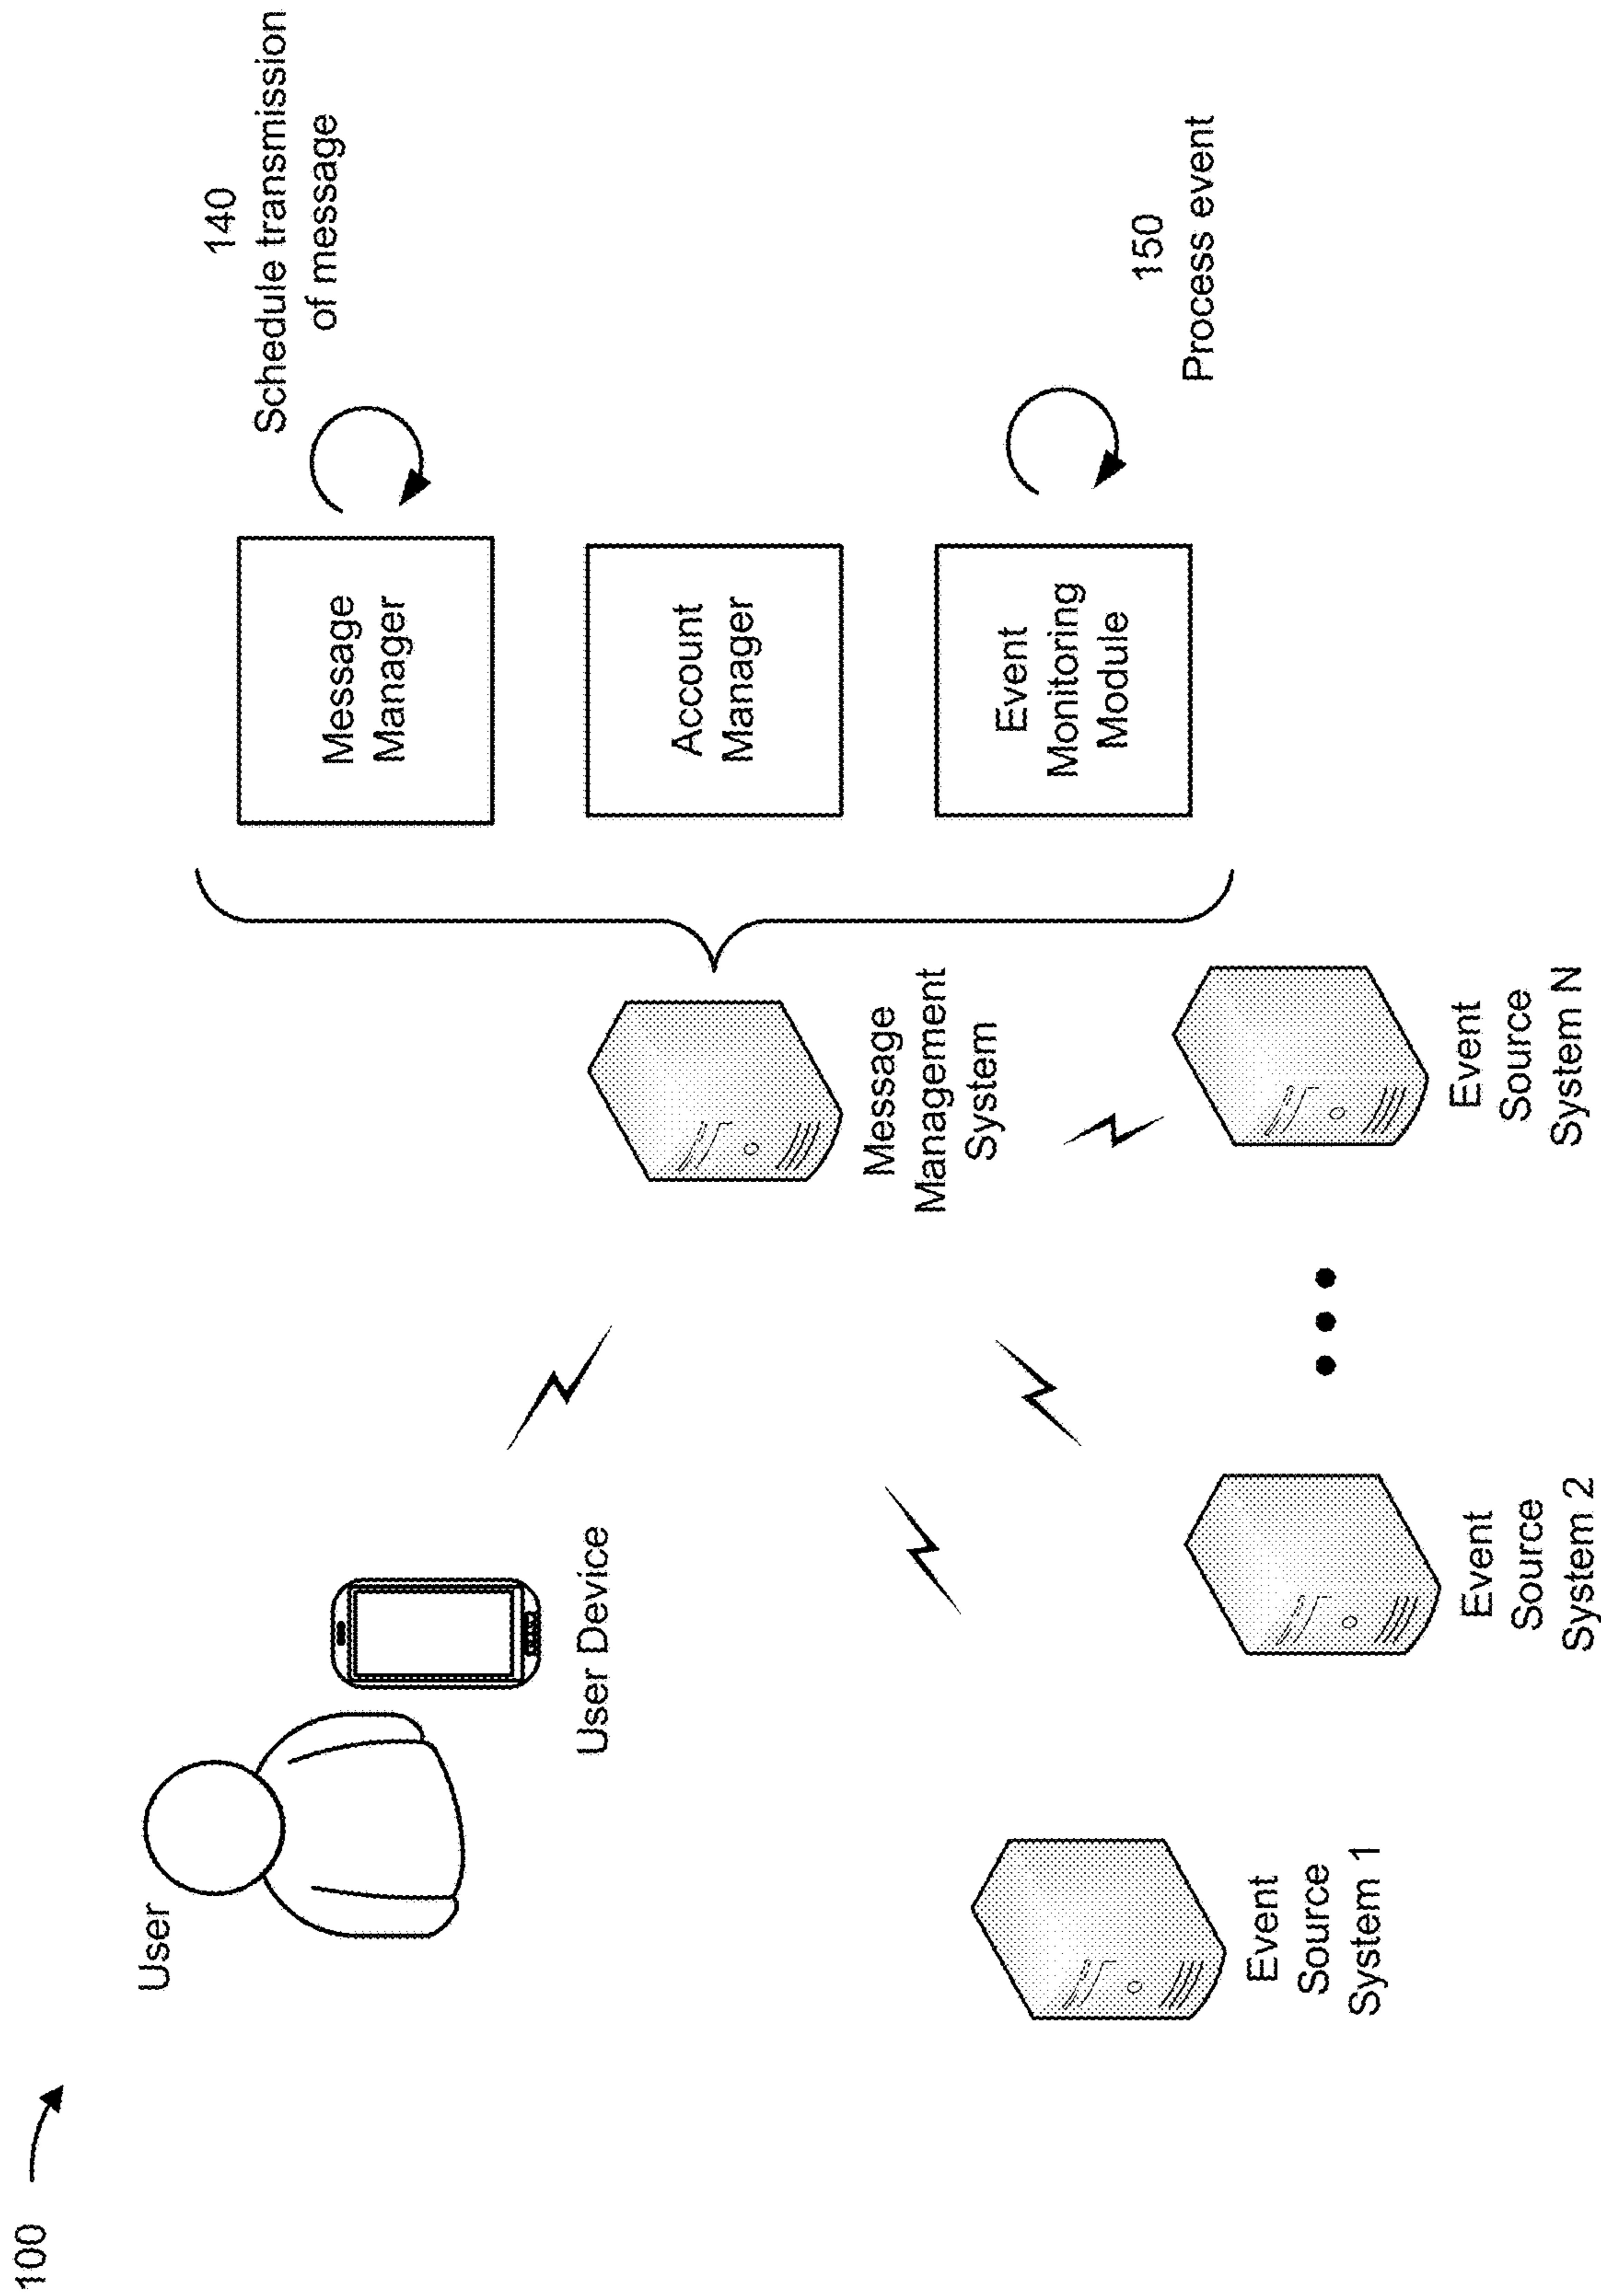 100
User
User Device
Message
Management
System
Message
Manager
140
Schedule transmission
of message
Account
Manager
Event
Monitoring
Module
150
Process event
Event
Source
System 1
Event
Source
System 2
Event
Source
System N